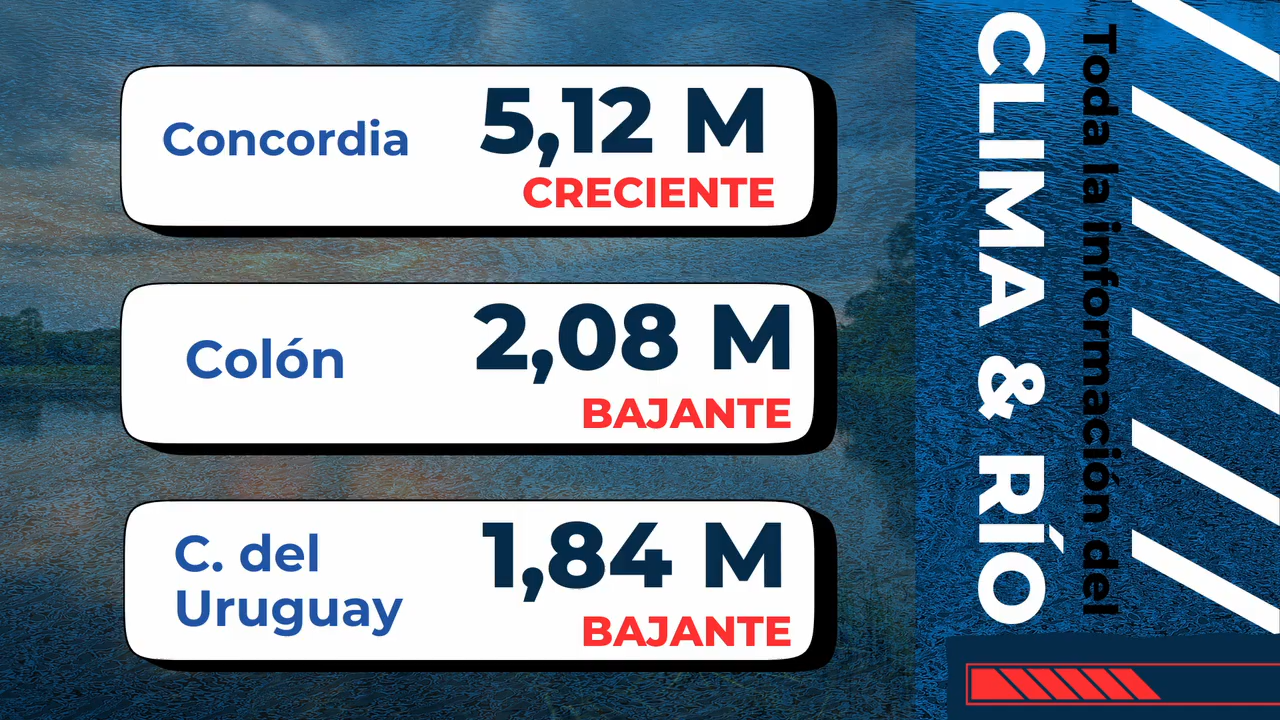 Concordia
5,12 M
CRECIENTE
Colón
2,08 M
BAJANTE
C. del
Uruguay
1,84 M
BAJANTE
Toda la información del
CLIMA & RÍO